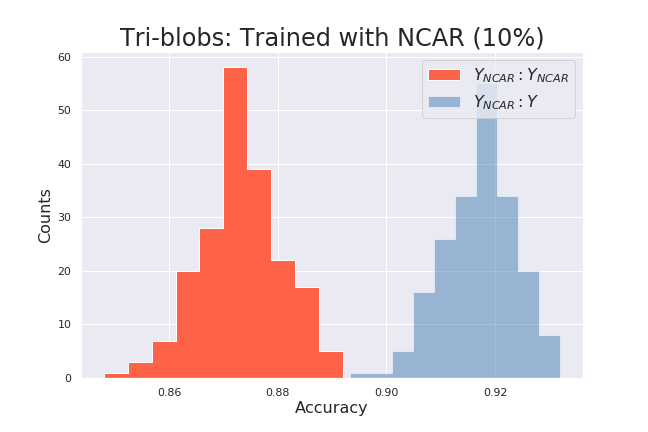 Tri-blobs: Trained with NCAR (10%)
60
50
40
30
20
10
0
Counts
0.86
0.88
0.90
0.92
Accuracy
Y_NCAR : Y_NCAR
Y_NCAR : Y